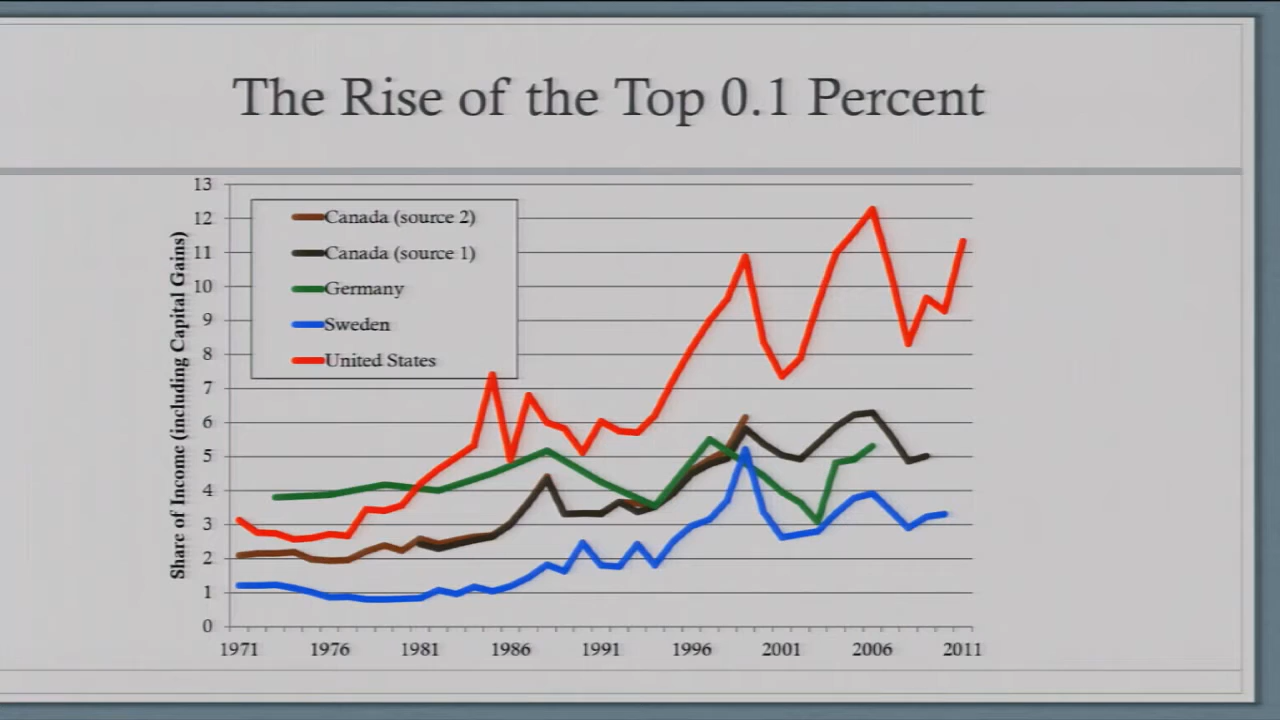 The Rise of the Top 0.1 Percent
Share of Income (including Capital Gains)
13
12
11
10
9
8
7
6
5
4
3
2
1
0
Canada (source 2)
Canada (source 1)
Germany
Sweden
United States
1971 1976 1981 1986 1991 1996 2001 2006 2011